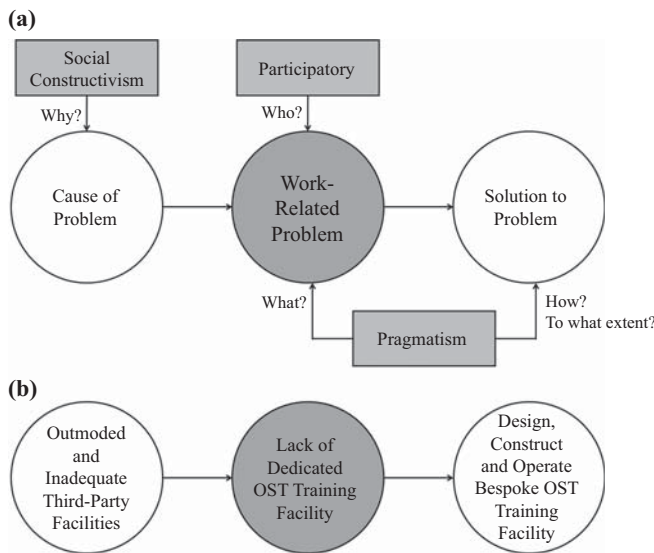 (a)
Social
Constructivism
Participatory
Why?
Who?
Cause of
Problem
Work-
Related
Problem
Solution to
Problem
What?
How?
To what extent?
Pragmatism
(b)
Outmoded
and
Inadequate
Third-Party
Facilities
Lack of
Dedicated
OST Training
Facility
Design,
Construct
and Operate
Bespoke OST
Training
Facility